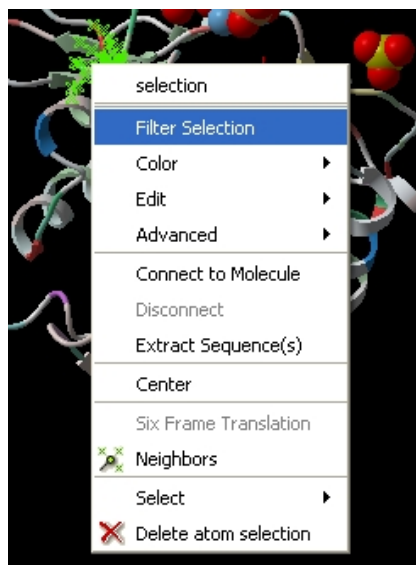 selection
Filter Selection
Color
Edit
Advanced
Connect to Molecule
Disconnect
Extract Sequence(s)
Center
Six Frame Translation
Neighbors
Select
Delete atom selection